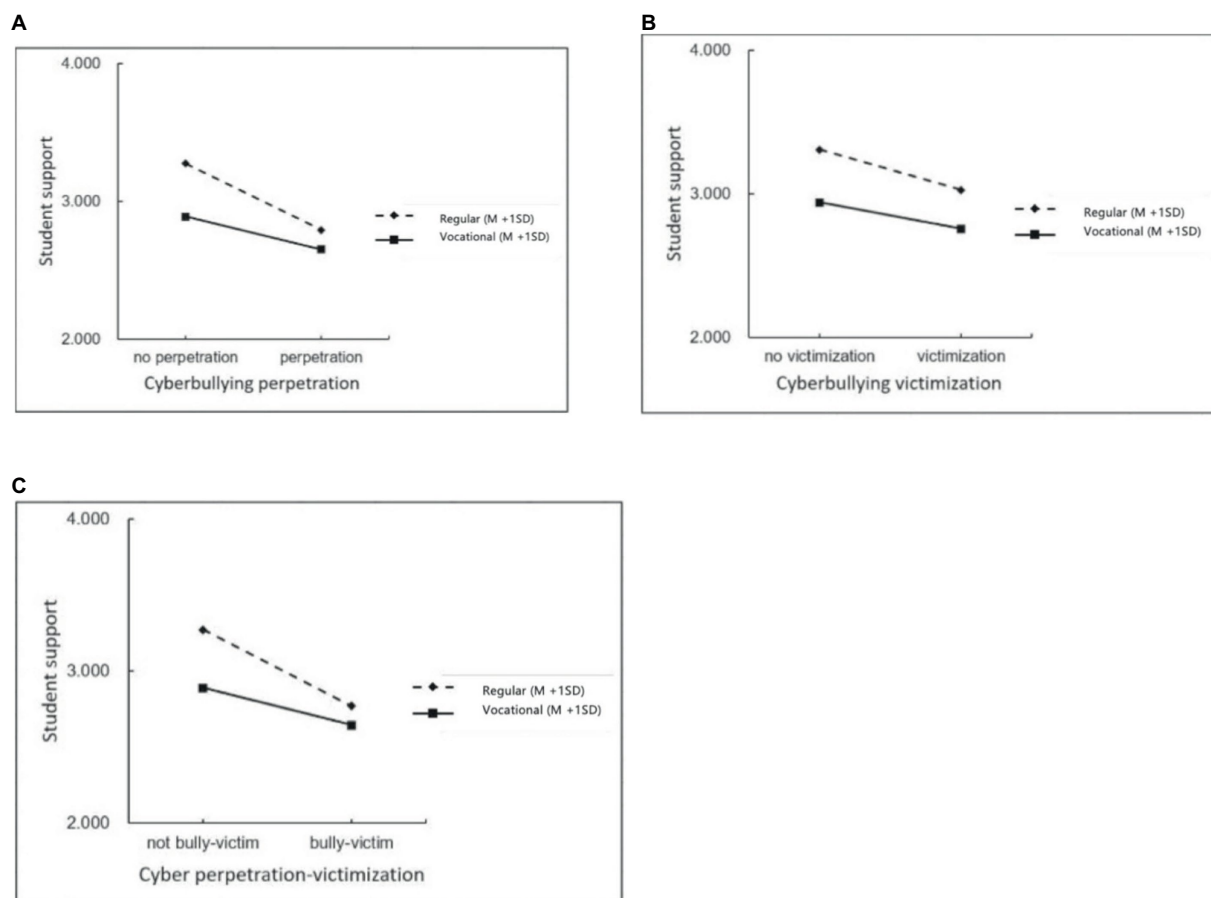 A
4.000
3.000
2.000
Student support
no perpetration perpetration
Cyberbullying perpetration
Regular (M +1SD)
Vocational (M +1SD)
B
4.000
3.000
2.000
Student support
no victimization victimization
Cyberbullying victimization
Regular (M +1SD)
Vocational (M +1SD)
C
4.000
3.000
2.000
Student support
not bully-victim bully-victim
Cyber perpetration-victimization
Regular (M +1SD)
Vocational (M +1SD)